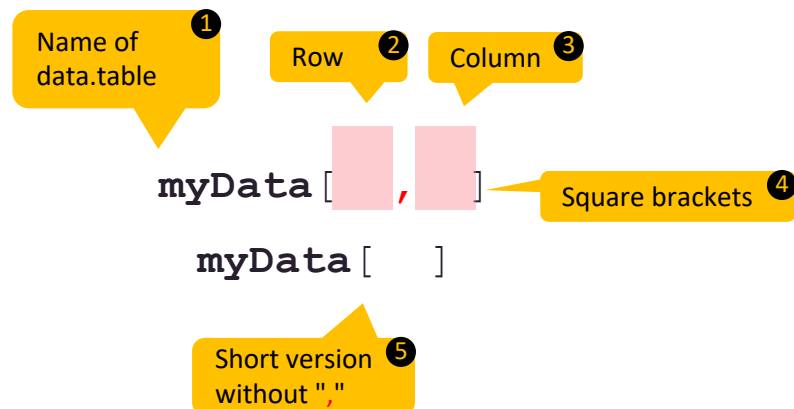 Name of
data.table
1
Row
2
Column
3
myData[ , ]
Square brackets
4
myData[ ]
Short version
without ","
5